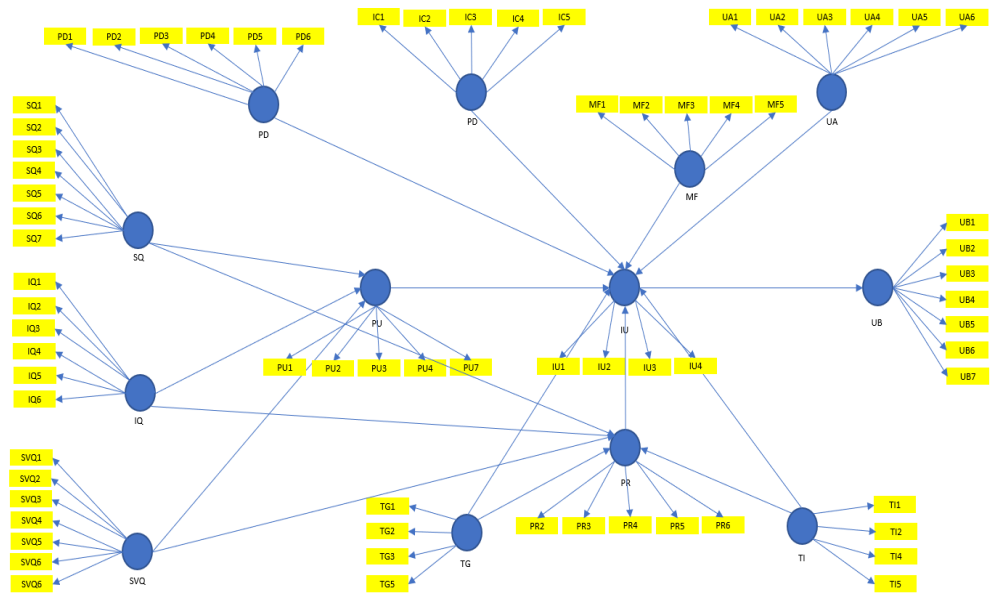 IC1 IC2 IC3 IC4 IC5
UA1 UA2 UA3 UA4 UA5 UA6
PD1 PD2 PD3 PD4 PD5 PD6
MF1 MF2 MF3 MF4 MF5
PD
PD
UA
MF
SQ1
SQ2
SQ3
SQ4
SQ5
SQ6
SQ7
SQ
UB1
UB2
UB3
UB4
UB5
UB6
UB7
UB
IQ1
IQ2
IQ3
IQ4
IQ5
IQ6
IQ
PU
IU
PU1 PU2 PU3 PU4 PU7
IU1 IU2 IU3 IU4
SVQ1
SVQ2
SVQ3
SVQ4
SVQ5
SVQ6
SVQ6
SVQ
PR
PR2 PR3 PR4 PR5 PR6
TG1
TG2
TG3
TG5
TG
TI1
TI2
TI4
TI5
TI